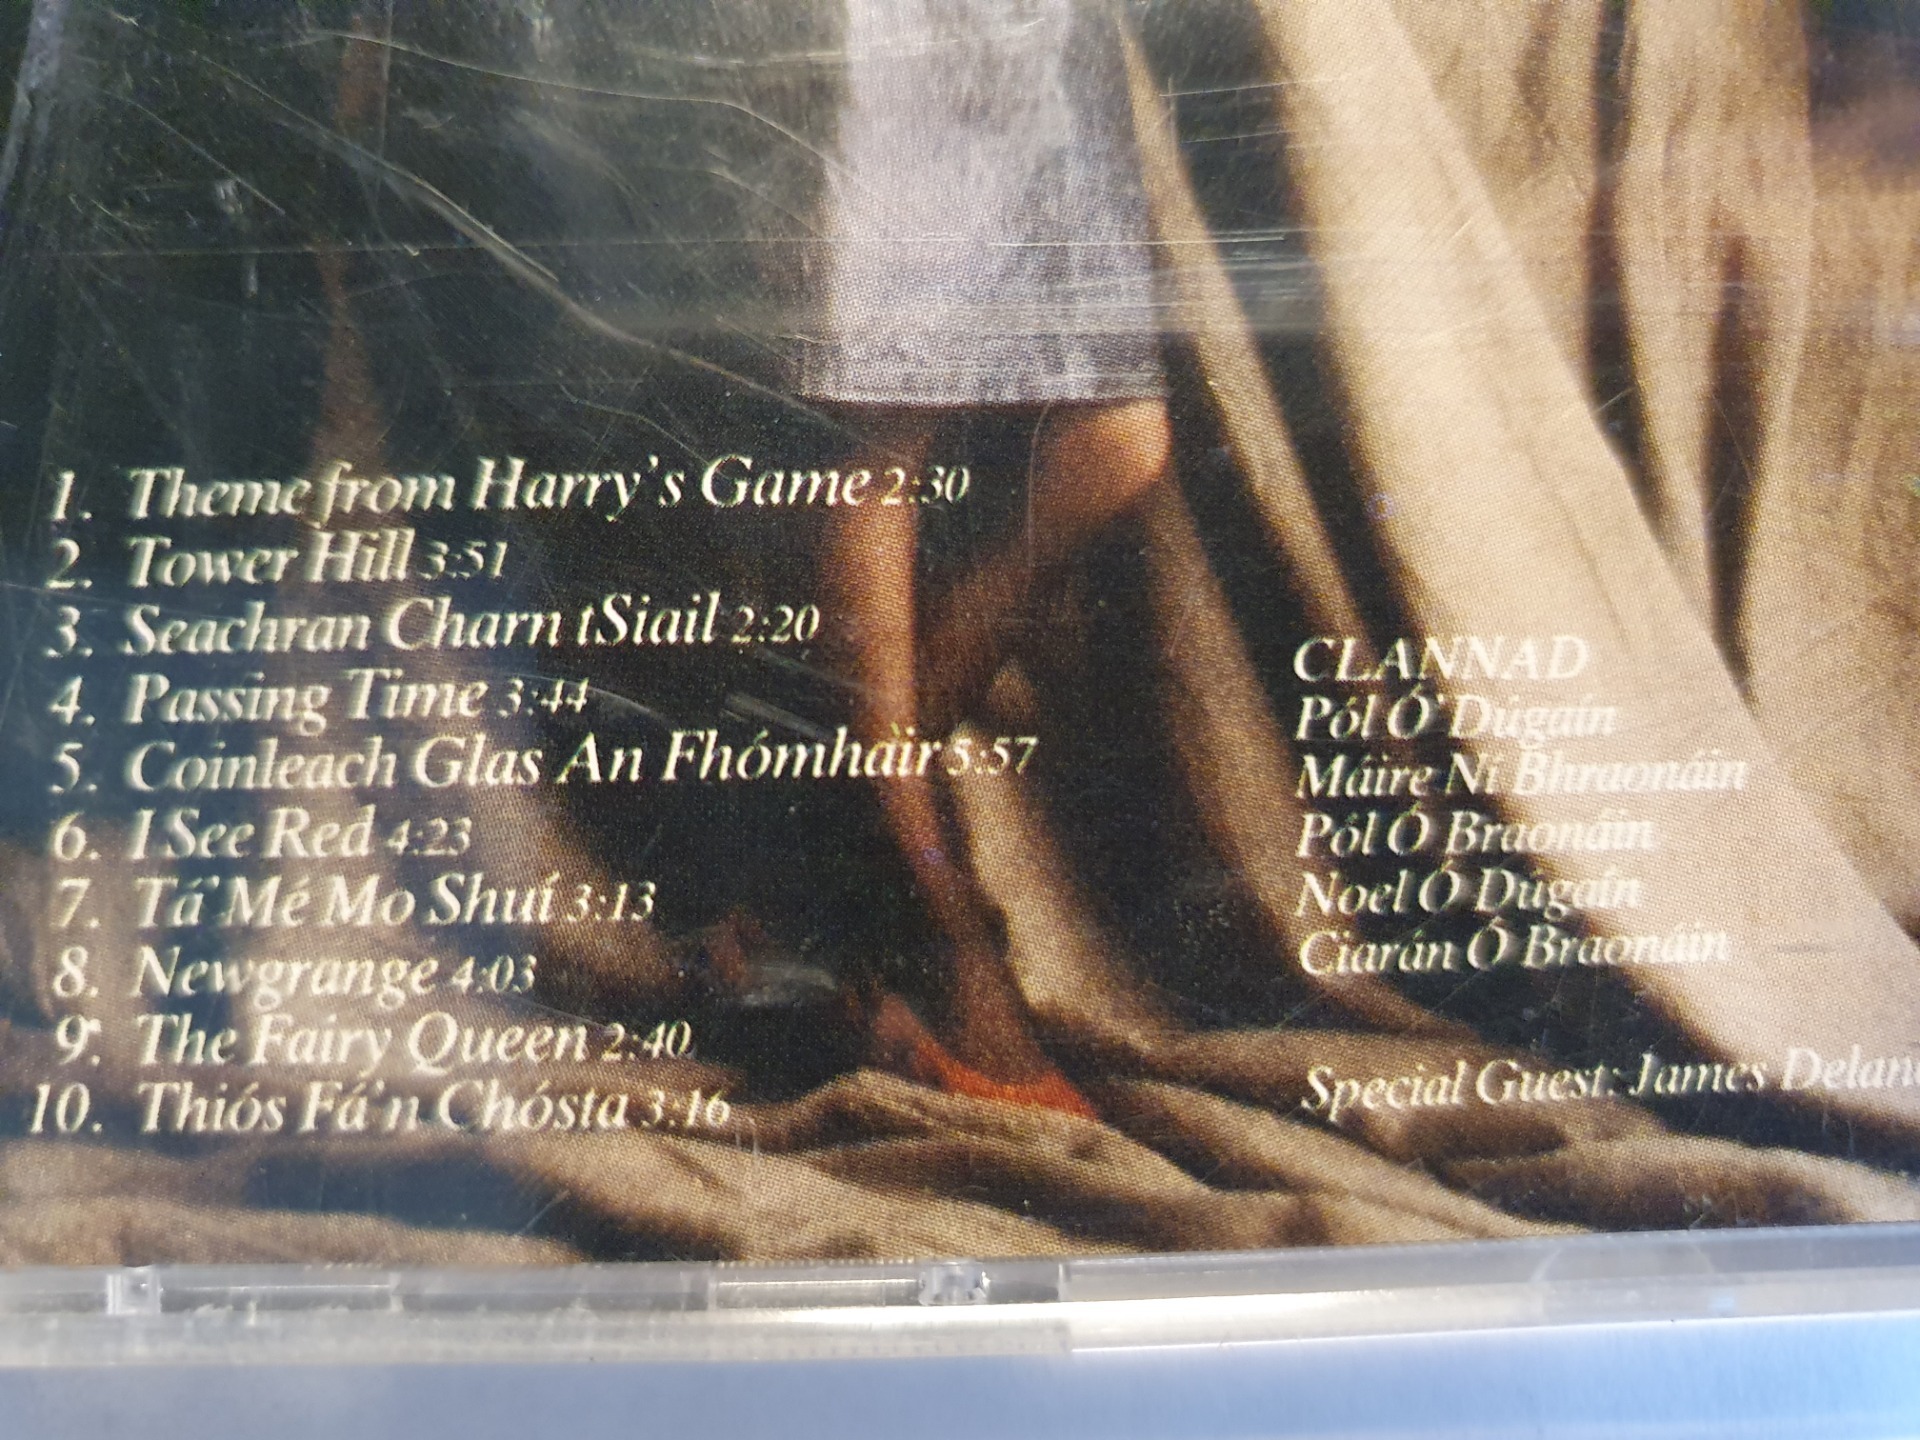 1. Theme from Harry's Game 2:30
2. Tower Hill 3:51
3. Seachran Charn tSiail 2:20
4. Passing Time 3:44
5. Coinleach Glas An Fhómhair 5:57
6. I See Red 4:23
7. Tá Mé Mo Shuí 3:13
8. Newgrange 4:03
9. The Fairy Queen 2:40
10. Thiós Fá'n Chósta 3:16
CLANNAD
Pól Ó Dúgaín
Máire Ní Bhraonáin
Pól Ó Braonáin
Noel Ó Dúgaín
Ciarán Ó Braonáin
Special Guest: James